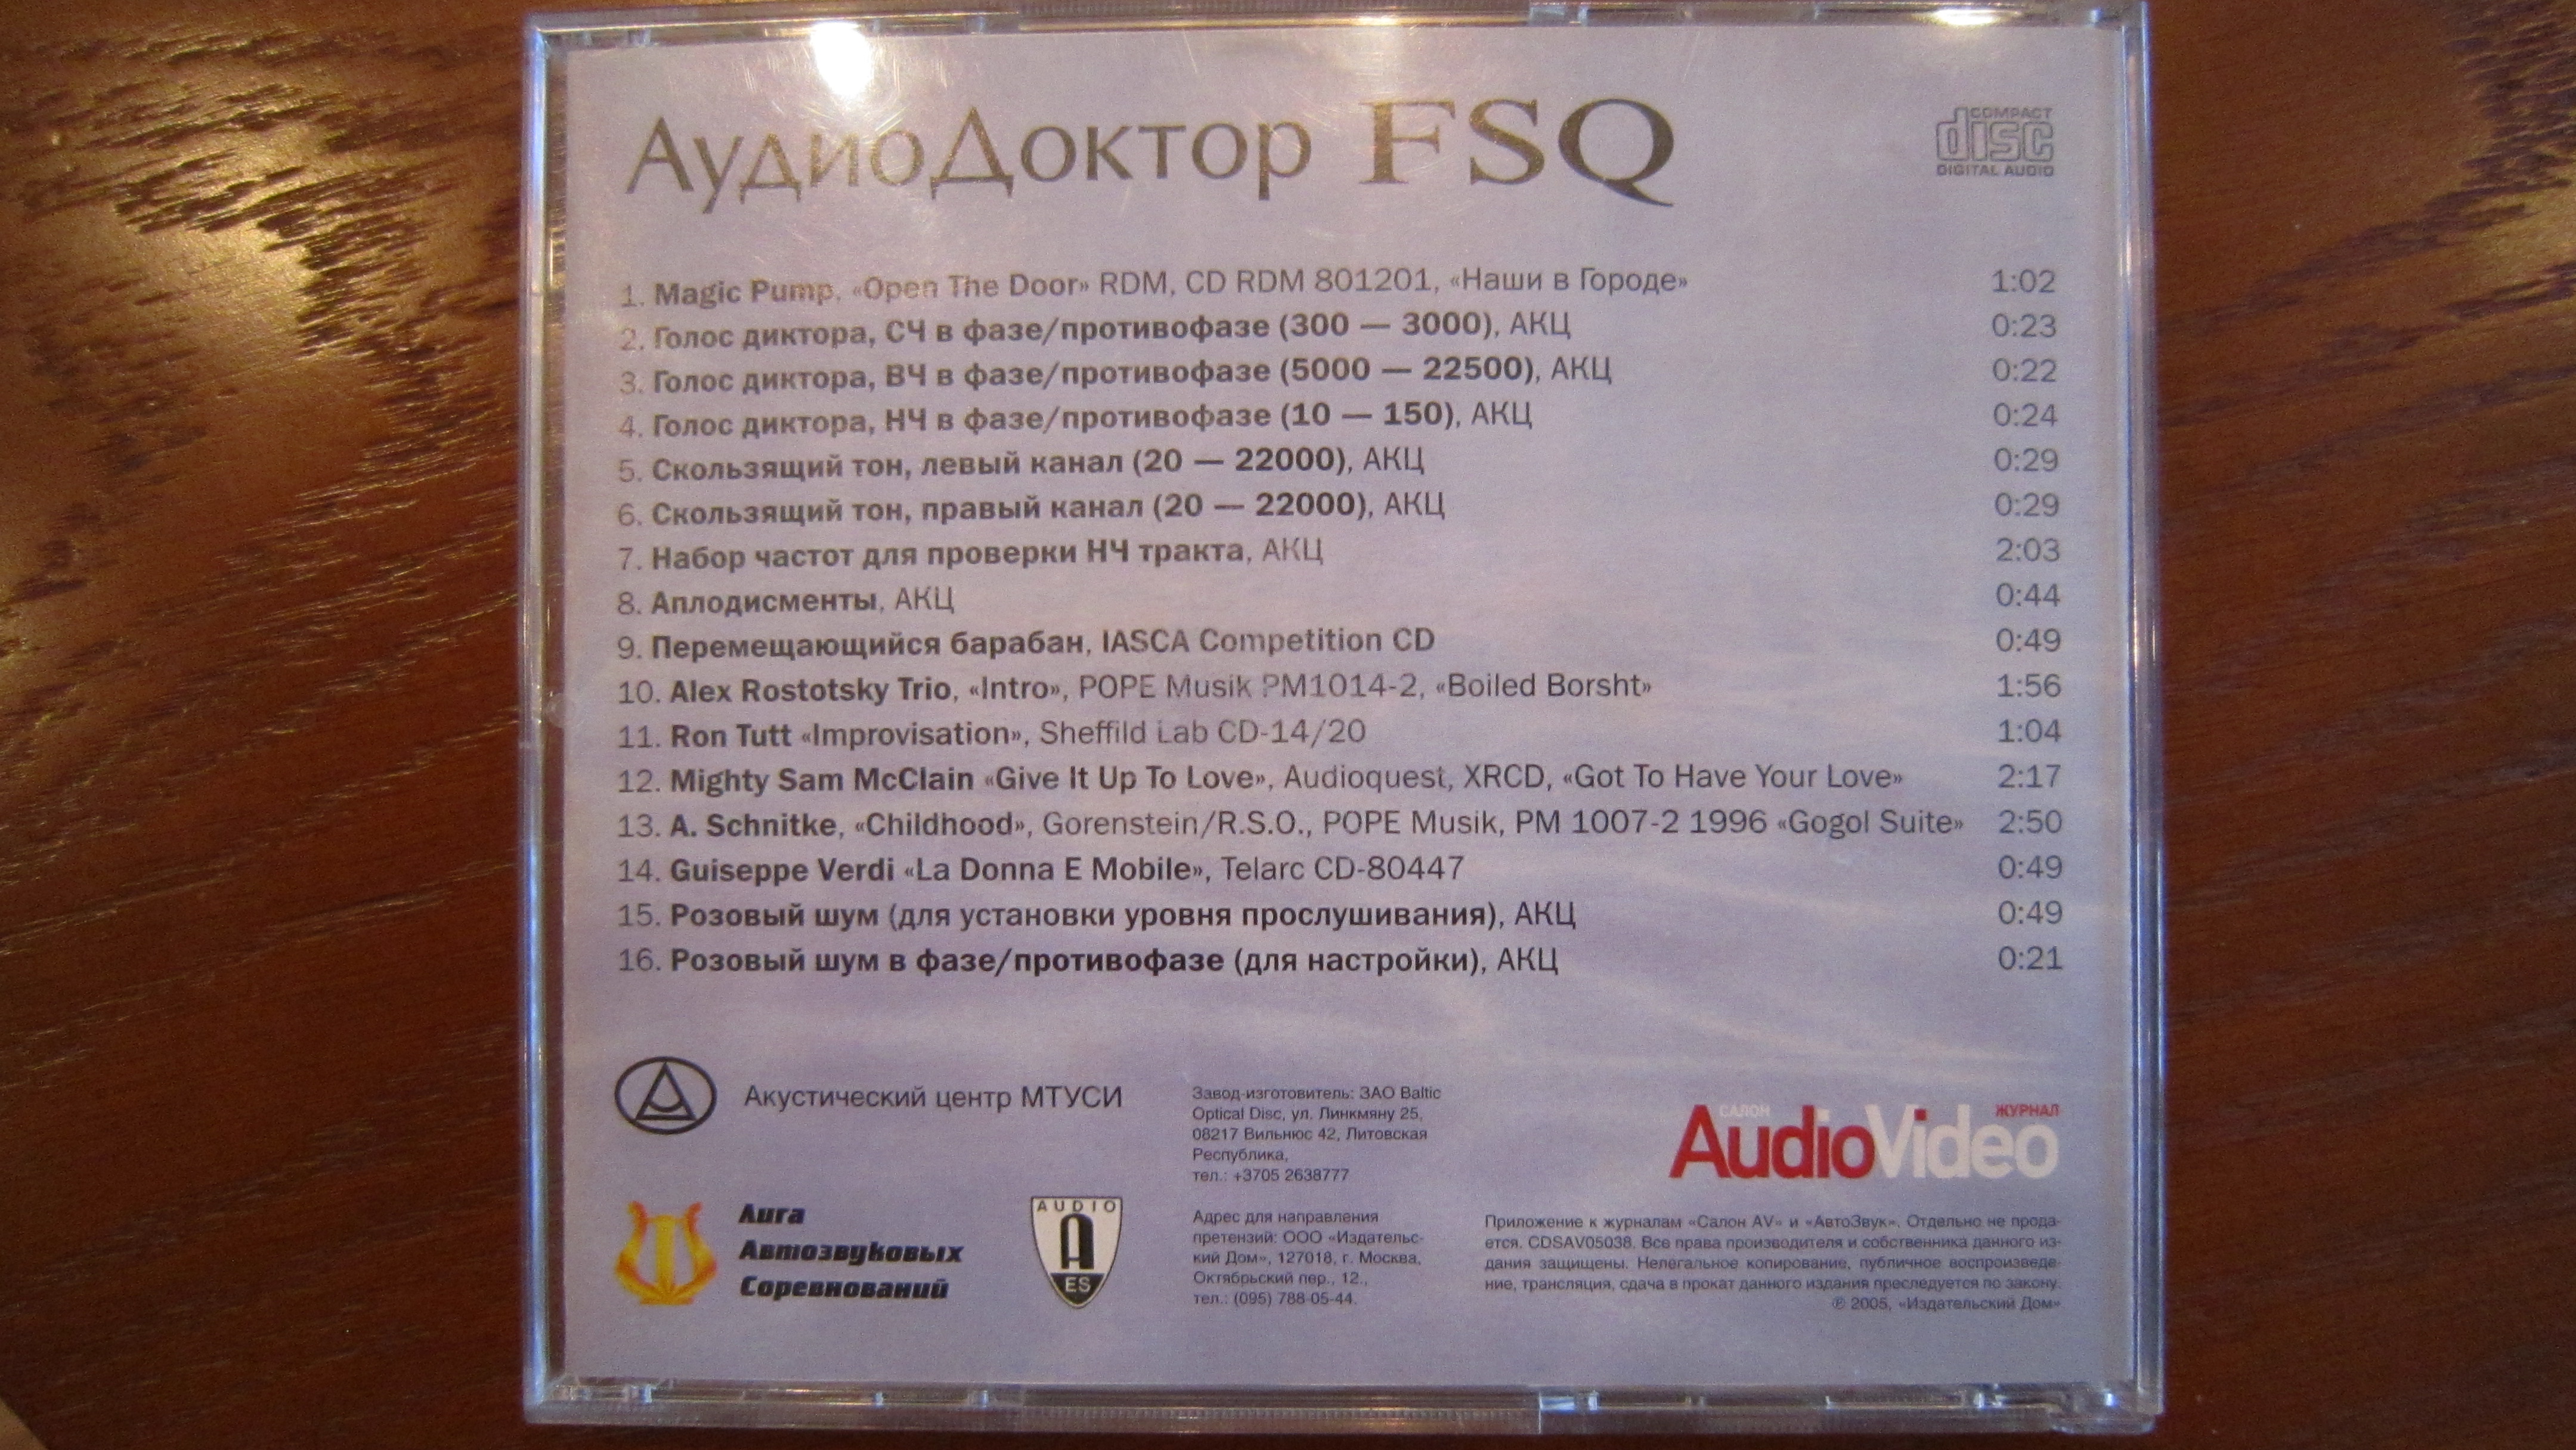 АудиоДоктор FSQ
COMPACT
disc
DIGITAL AUDIO
1. Magic Pump, «Open The Door» RDM, CD RDM 801201, «Наши в Городе» 1:02
2. Голос диктора, СЧ в фазе/противофазе (300 — 3000), АКЦ 0:23
3. Голос диктора, ВЧ в фазе/противофазе (5000 — 22500), АКЦ 0:22
4. Голос диктора, НЧ в фазе/противофазе (10 — 150), АКЦ 0:24
5. Скользящий тон, левый канал (20 — 22000), АКЦ 0:29
6. Скользящий тон, правый канал (20 — 22000), АКЦ 0:29
7. Набор частот для проверки НЧ тракта, АКЦ 2:03
8. Аплодисменты, АКЦ 0:44
9. Перемещающийся барабан, IASCA Competition CD 0:49
10. Alex Rostotsky Trio, «Intro», POPE Musik PM1014-2, «Boiled Borsht» 1:56
11. Ron Tutt «Improvisation», Sheffild Lab CD-14/20 1:04
12. Mighty Sam McClain «Give It Up To Love», Audioquest, XRCD, «Got To Have Your Love» 2:17
13. A. Schnitke, «Childhood», Gorenstein/R.S.O., POPE Musik, PM 1007-2 1996 «Gogol Suite» 2:50
14. Guiseppe Verdi «La Donna E Mobile», Telarc CD-80447 0:49
15. Розовый шум (для установки уровня прослушивания), АКЦ 0:49
16. Розовый шум в фазе/противофазе (для настройки), АКЦ 0:21
Акустический центр МТУСИ
Лига
Автозвуковых
Соревнований
AUDIO
A
ES
Завод-изготовитель: ЗАО Baltic
Optical Disc, ул. Линкмяну 25,
08217 Вильнюс 42, Литовская
Республика,
тел.: +3705 2638777
Адрес для направления
претензий: ООО «Издательс-
кий Дом», 127018, г. Москва,
Октябрьский пер., 12.,
тел.: (095) 788-05-44.
САЛОН ЖУРНАЛ
AudioVideo
Приложение к журналам «Салон AV» и «АвтоЗвук». Отдельно не прода-
ется. CDSAV05038. Все права производителя и собственника данного из-
дания защищены. Нелегальное копирование, публичное воспроизведе-
ние, трансляция, сдача в прокат данного издания преследуется по закону.
℗ 2005, «Издательский Дом»